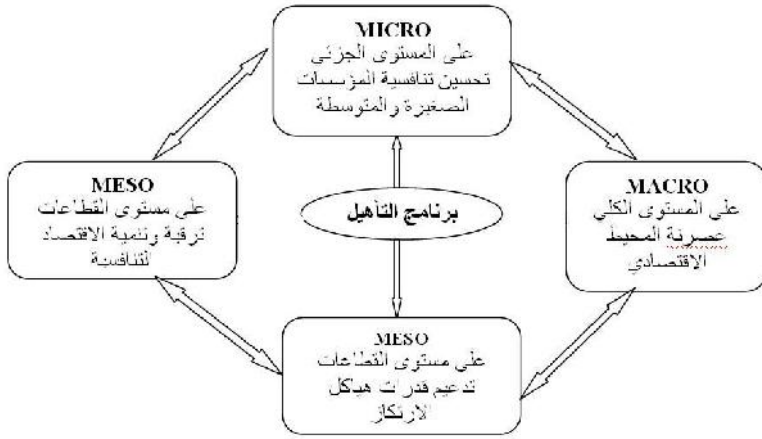 MICRO
على المستوى الجزئي
تحسين تنافسية المؤسسات
الصغيرة والمتوسطة
MESO
على مستوى القطاعات
ترقية وتنمية الاقتصاد
للتنافسية
برنامج التأهيل
MACRO
على المستوى الكلي
عصرنة المحيط
الاقتصادي
MESO
على مستوى القطاعات
تدعيم قدرات هياكل
الارتكاز